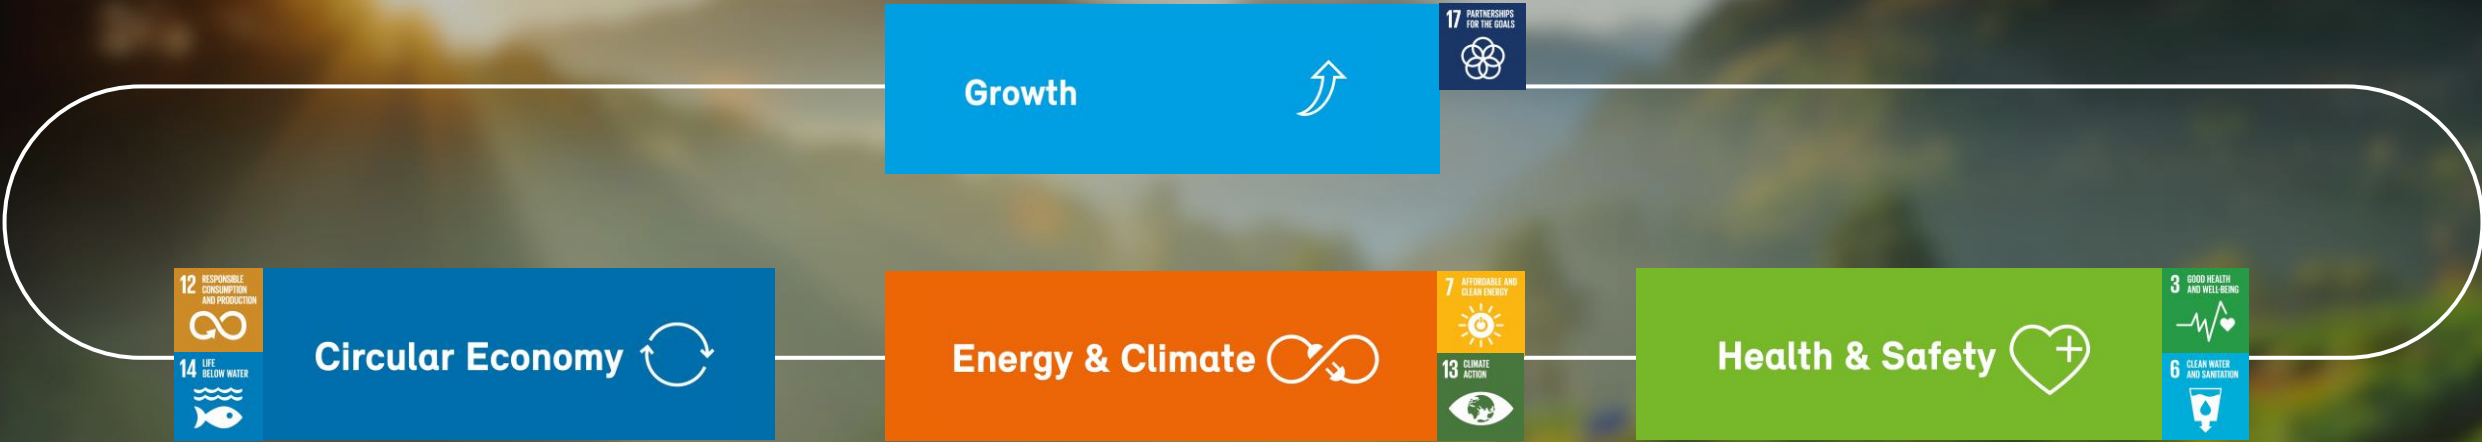 Growth
17 PARTNERSHIPS
FOR THE GOALS
12 RESPONSIBLE
CONSUMPTION
AND PRODUCTION
14 LIFE
BELOW WATER
Circular Economy
Energy & Climate
7 AFFORDABLE AND
CLEAN ENERGY
13 CLIMATE
ACTION
Health & Safety
3 GOOD HEALTH
AND WELL-BEING
6 CLEAN WATER
AND SANITATION